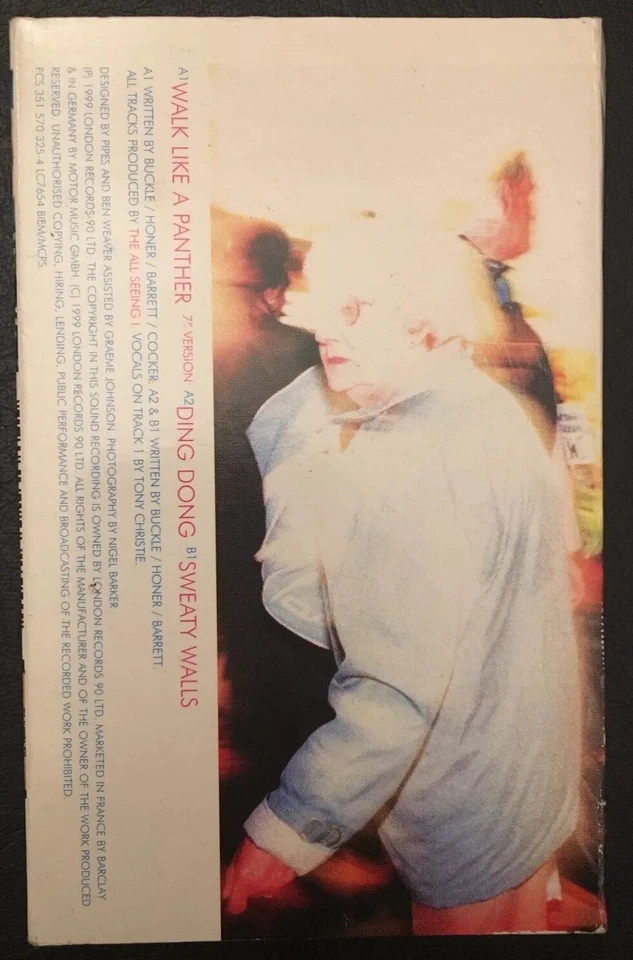 A1 WALK LIKE A PANTHER 7" VERSION A2 DING DONG B1 SWEATY WALLS
A1 WRITTEN BY BUCKLE / HONER / BARRETT / COCKER. A2 & B1 WRITTEN BY BUCKLE / HONER / BARRETT.
ALL TRACKS PRODUCED BY THE ALL SEEING I. VOCALS ON TRACK 1 BY TONY CHRISTIE.
DESIGNED BY PIPES AND BEN WEAVER ASSISTED BY GRAEME JOHNSON. PHOTOGRAPHY BY NIGEL BARKER
(P) 1999 LONDON RECORDS 90 LTD. THE COPYRIGHT IN THIS SOUND RECORDING IS OWNED BY LONDON RECORDS 90 LTD. MARKETED IN FRANCE BY BARCLAY
& IN GERMANY BY MOTOR MUSIC GMBH. (C) 1999 LONDON RECORDS 90 LTD. ALL RIGHTS OF THE MANUFACTURER AND OF THE OWNER OF THE WORK PRODUCED
RESERVED. UNAUTHORISED COPYING, HIRING, LENDING, PUBLIC PERFORMANCE AND BROADCASTING OF THE RECORDED WORK PROHIBITED.
FCS 351 570 325-4 LC7654 BIEM/MCPS